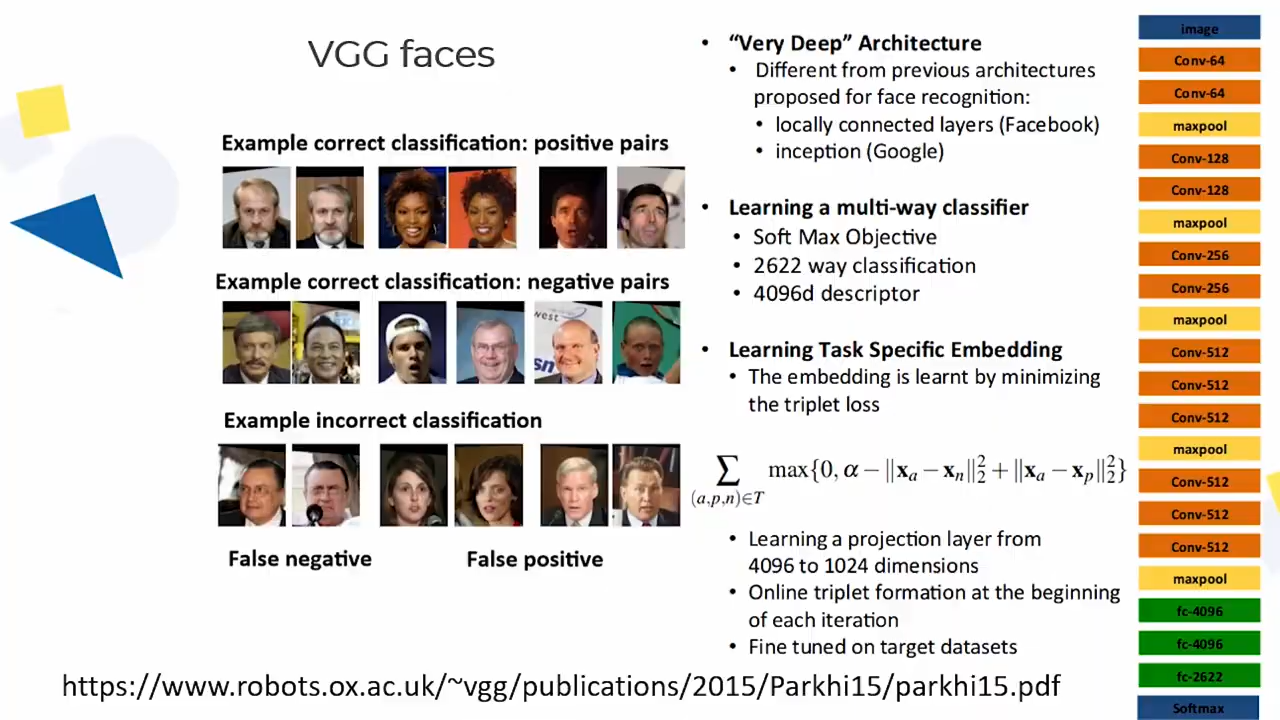 VGG faces
Example correct classification: positive pairs
Example correct classification: negative pairs
west
sn
Example incorrect classification
False negative
False positive
• “Very Deep” Architecture
• Different from previous architectures
proposed for face recognition:
• locally connected layers (Facebook)
• inception (Google)
• Learning a multi-way classifier
• Soft Max Objective
• 2622 way classification
• 4096d descriptor
• Learning Task Specific Embedding
• The embedding is learnt by minimizing
the triplet loss
∑ max{0, α − ‖xₐ − xₙ‖₂² + ‖xₐ − xₚ‖₂²}
(a,p,n)∈T
• Learning a projection layer from
4096 to 1024 dimensions
• Online triplet formation at the beginning
of each iteration
• Fine tuned on target datasets
image
Conv-64
Conv-64
maxpool
Conv-128
Conv-128
maxpool
Conv-256
Conv-256
maxpool
Conv-512
Conv-512
Conv-512
maxpool
Conv-512
Conv-512
Conv-512
maxpool
fc-4096
fc-4096
fc-2622
Softmax
https://www.robots.ox.ac.uk/~vgg/publications/2015/Parkhi15/parkhi15.pdf